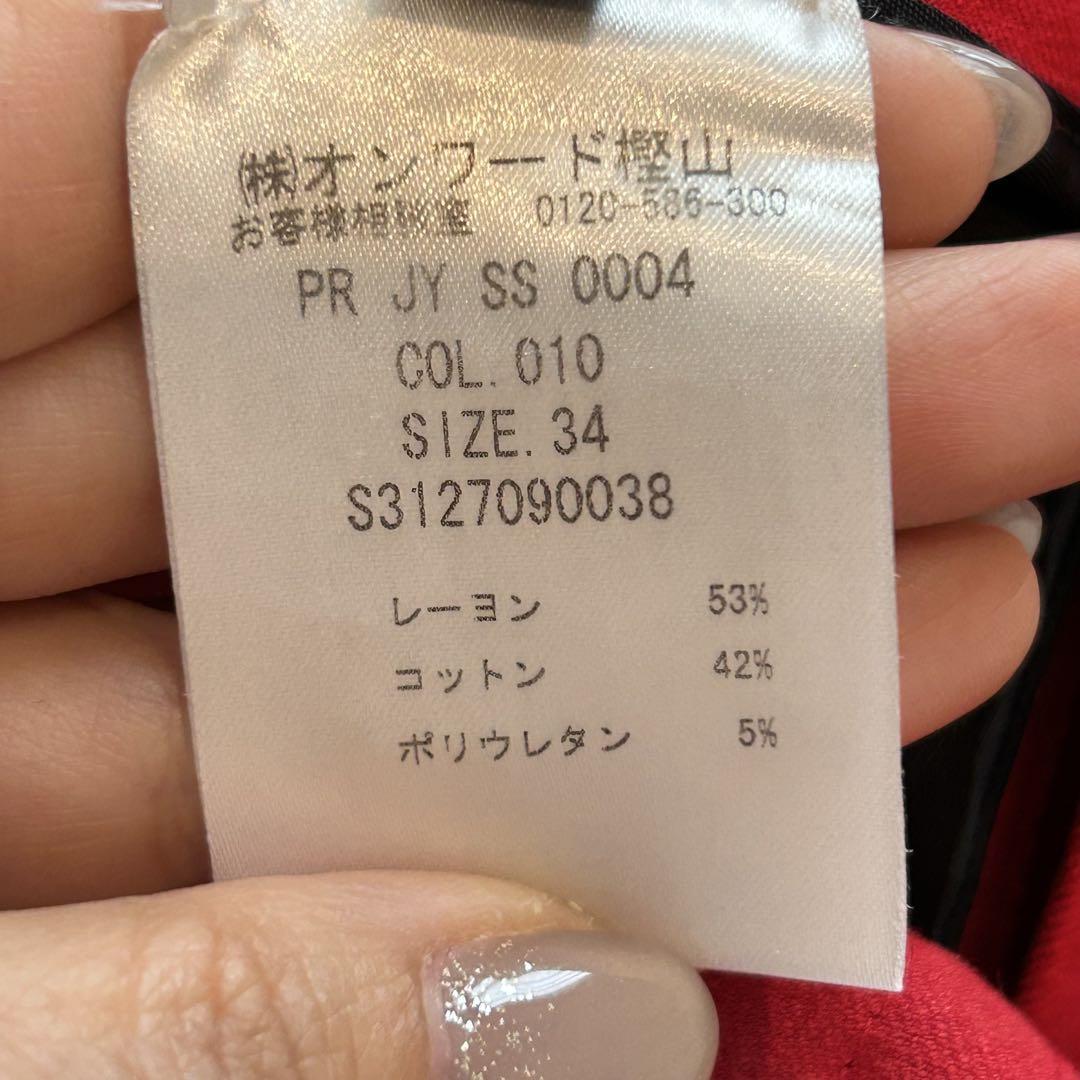 ㈱オンワード樫山
お客様相談室 0120-586-300
PR JY SS 0004
COL.010
SIZE.34
S3127090038
レーヨン 53%
コットン 42%
ポリウレタン 5%